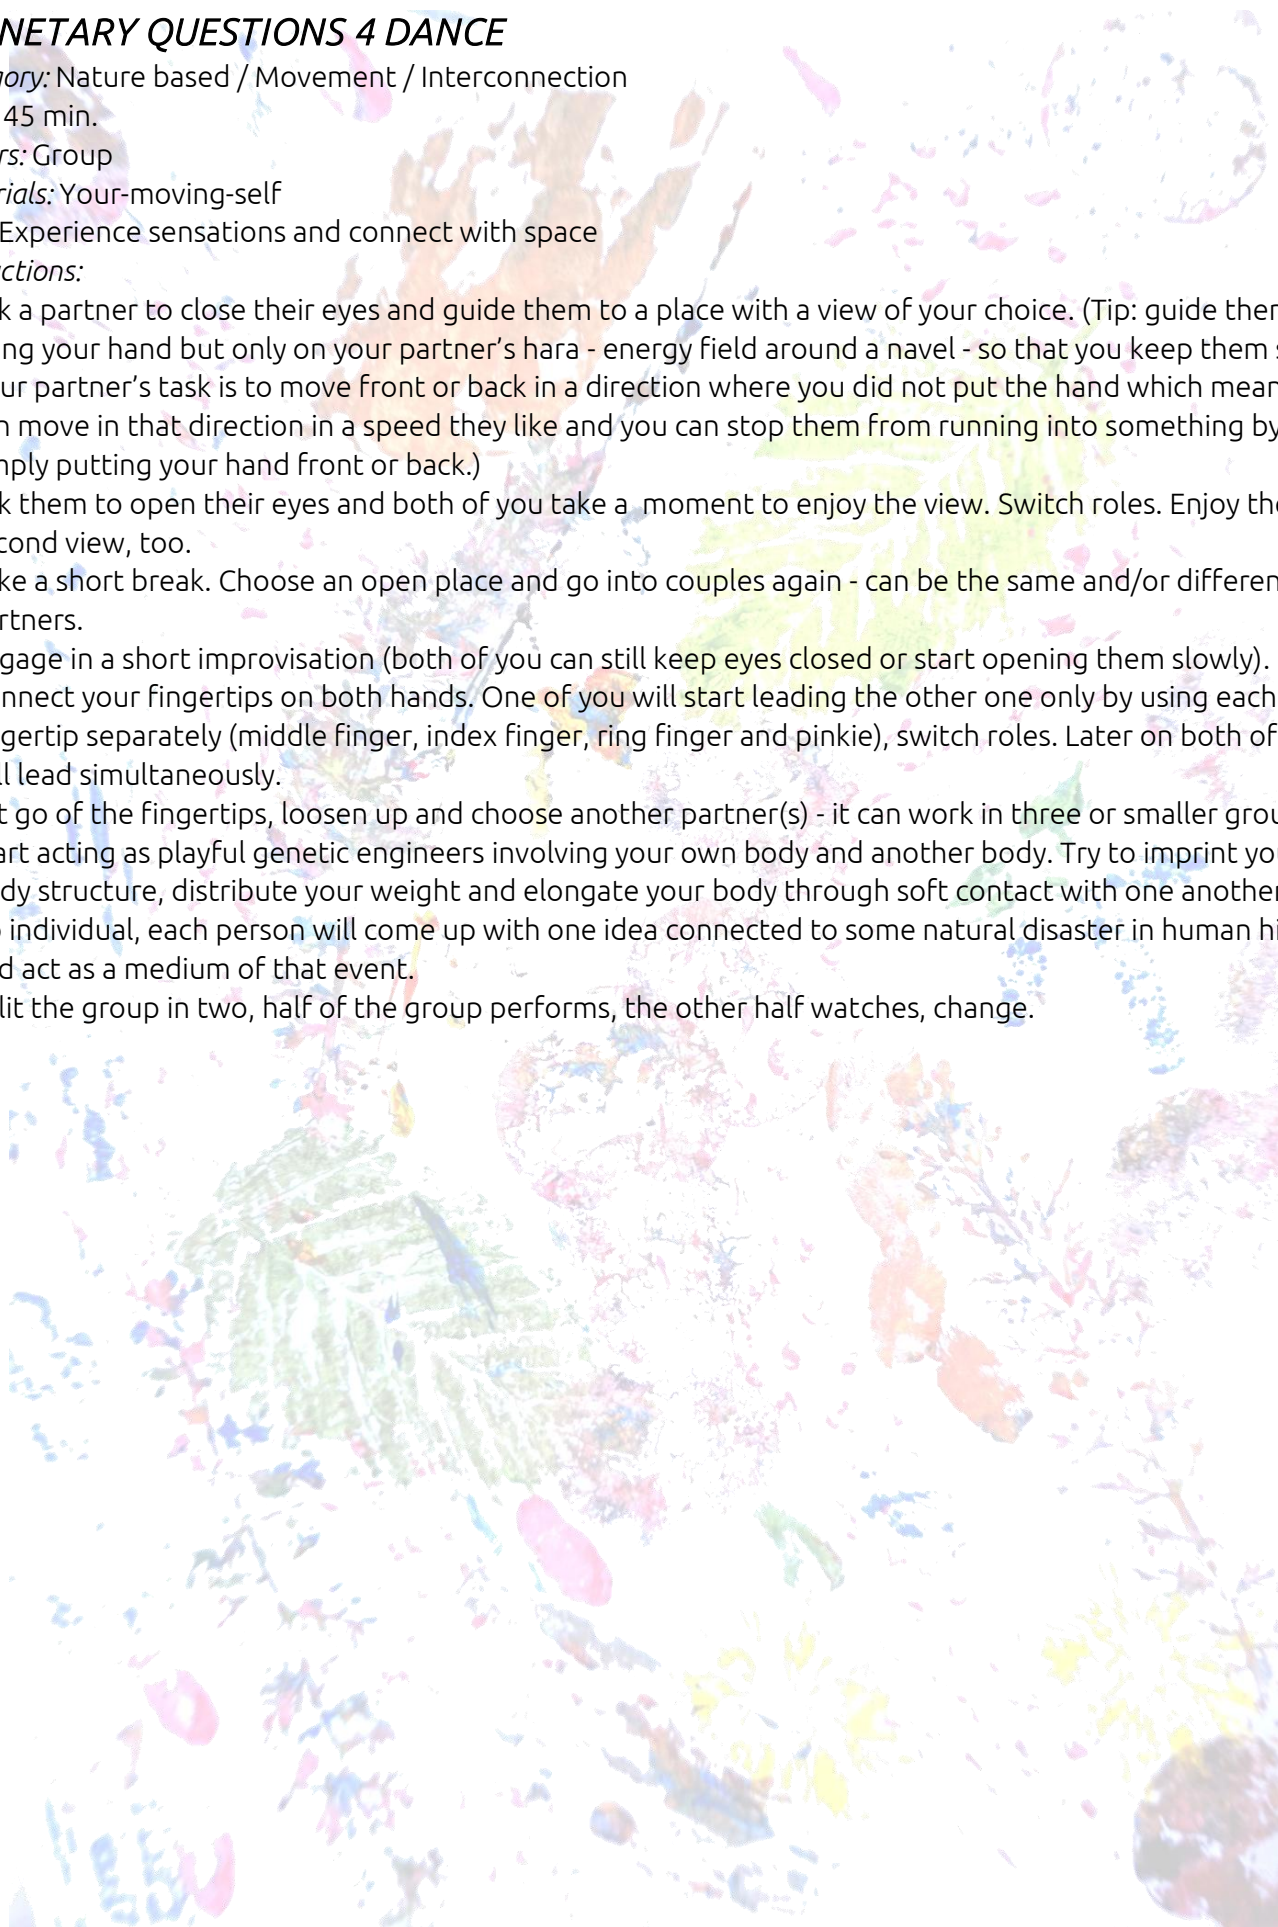 NETARY QUESTIONS 4 DANCE
gory: Nature based / Movement / Interconnection
45 min.
rs: Group
rials: Your-moving-self
Experience sensations and connect with space
ctions:
k a partner to close their eyes and guide them to a place with a view of your choice. (Tip: guide ther
ng your hand but only on your partner's hara - energy field around a navel - so that you keep them s
ur partner's task is to move front or back in a direction where you did not put the hand which mean
n move in that direction in a speed they like and you can stop them from running into something by
mply putting your hand front or back.)
k them to open their eyes and both of you take a  moment to enjoy the view. Switch roles. Enjoy the
cond view, too.
ke a short break. Choose an open place and go into couples again - can be the same and/or differen
rtners.
gage in a short improvisation (both of you can still keep eyes closed or start opening them slowly).
nnect your fingertips on both hands. One of you will start leading the other one only by using each
gertip separately (middle finger, index finger, ring finger and pinkie), switch roles. Later on both of
ll lead simultaneously.
t go of the fingertips, loosen up and choose another partner(s) - it can work in three or smaller grou
art acting as playful genetic engineers involving your own body and another body. Try to imprint you
dy structure, distribute your weight and elongate your body through soft contact with one another
o individual, each person will come up with one idea connected to some natural disaster in human hi
d act as a medium of that event.
lit the group in two, half of the group performs, the other half watches, change.